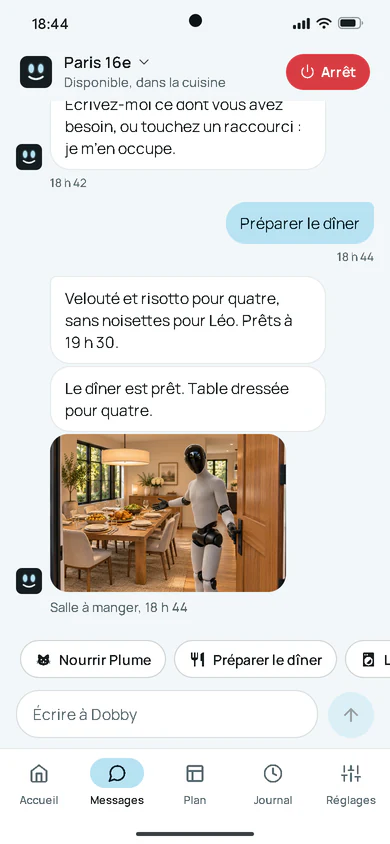 18:44
Paris 16e
Disponible, dans la cuisine
Arrêt
Écrivez-moi ce dont vous avez
besoin, ou touchez un raccourci :
je m'en occupe.
18 h 42
Préparer le dîner
18 h 44
Velouté et risotto pour quatre,
sans noisettes pour Léo. Prêts à
19 h 30.
Le dîner est prêt. Table dressée
pour quatre.
Salle à manger, 18 h 44
Nourrir Plume
Préparer le dîner
Écrire à Dobby
Accueil
Messages
Plan
Journal
Réglages